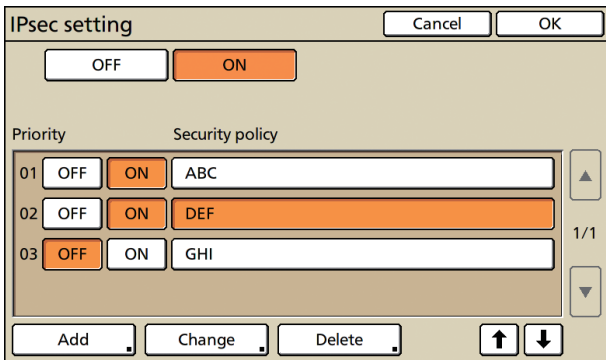 IPsec setting Cancel OK
OFF ON
Priority Security policy
01 OFF ON ABC
02 OFF ON DEF
1/1
03 OFF ON GHI
Add Change Delete